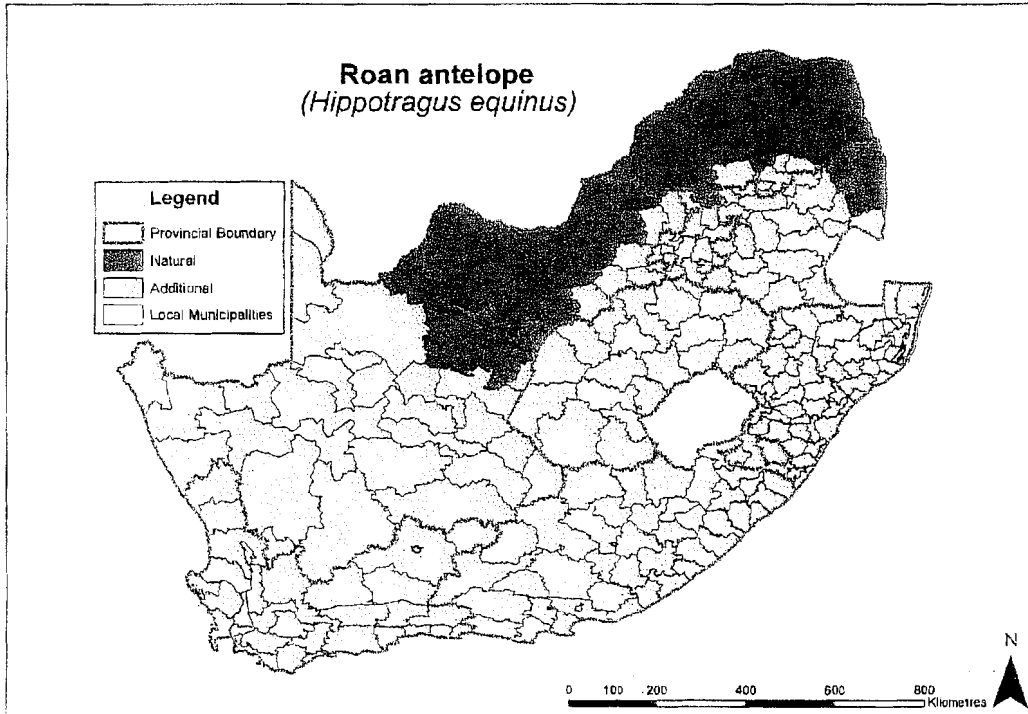 Roan antelope
(Hippotragus equinus)
Legend
Provincial Boundary
Natural
Additional
Local Municipalities
N
0 100 200 400 600 800
Kilometres